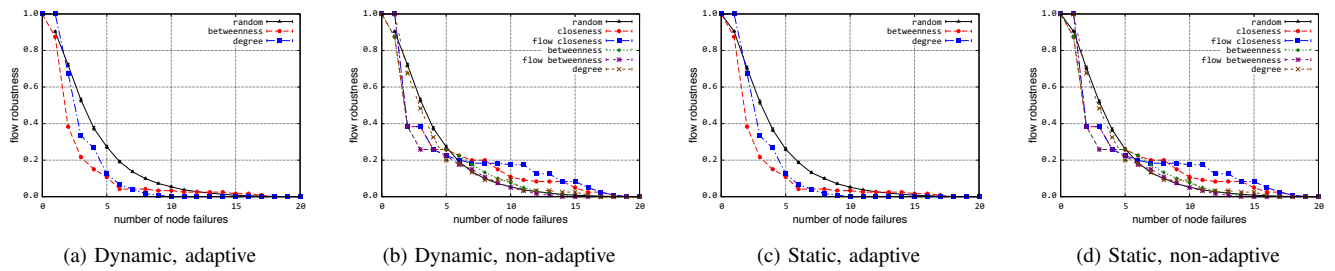 1.0
0.8
0.6
0.4
0.2
0.0
flow robustness
0 5 10 15 20
number of node failures
random
betweenness
degree
(a) Dynamic, adaptive
1.0
0.8
0.6
0.4
0.2
0.0
flow robustness
0 5 10 15 20
number of node failures
random
closeness
flow closeness
betweenness
flow betweenness
degree
(b) Dynamic, non-adaptive
1.0
0.8
0.6
0.4
0.2
0.0
flow robustness
0 5 10 15 20
number of node failures
random
betweenness
degree
(c) Static, adaptive
1.0
0.8
0.6
0.4
0.2
0.0
flow robustness
0 5 10 15 20
number of node failures
random
closeness
flow closeness
betweenness
flow betweenness
degree
(d) Static, non-adaptive